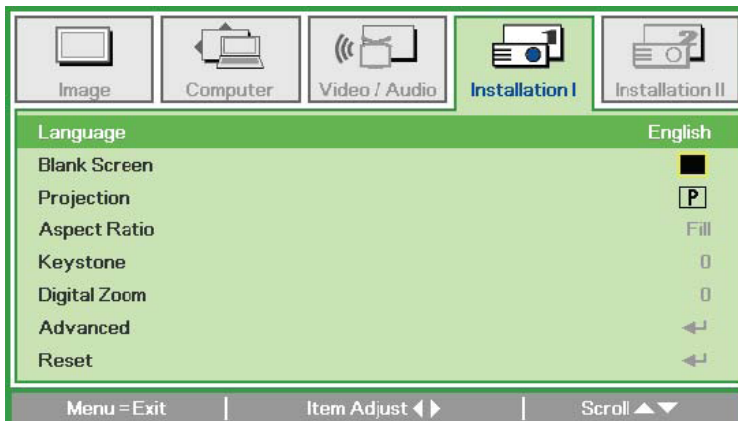 Image Computer Video / Audio Installation I Installation II
Language English
Blank Screen
Projection P
Aspect Ratio Fill
Keystone 0
Digital Zoom 0
Advanced
Reset
Menu = Exit Item Adjust Scroll